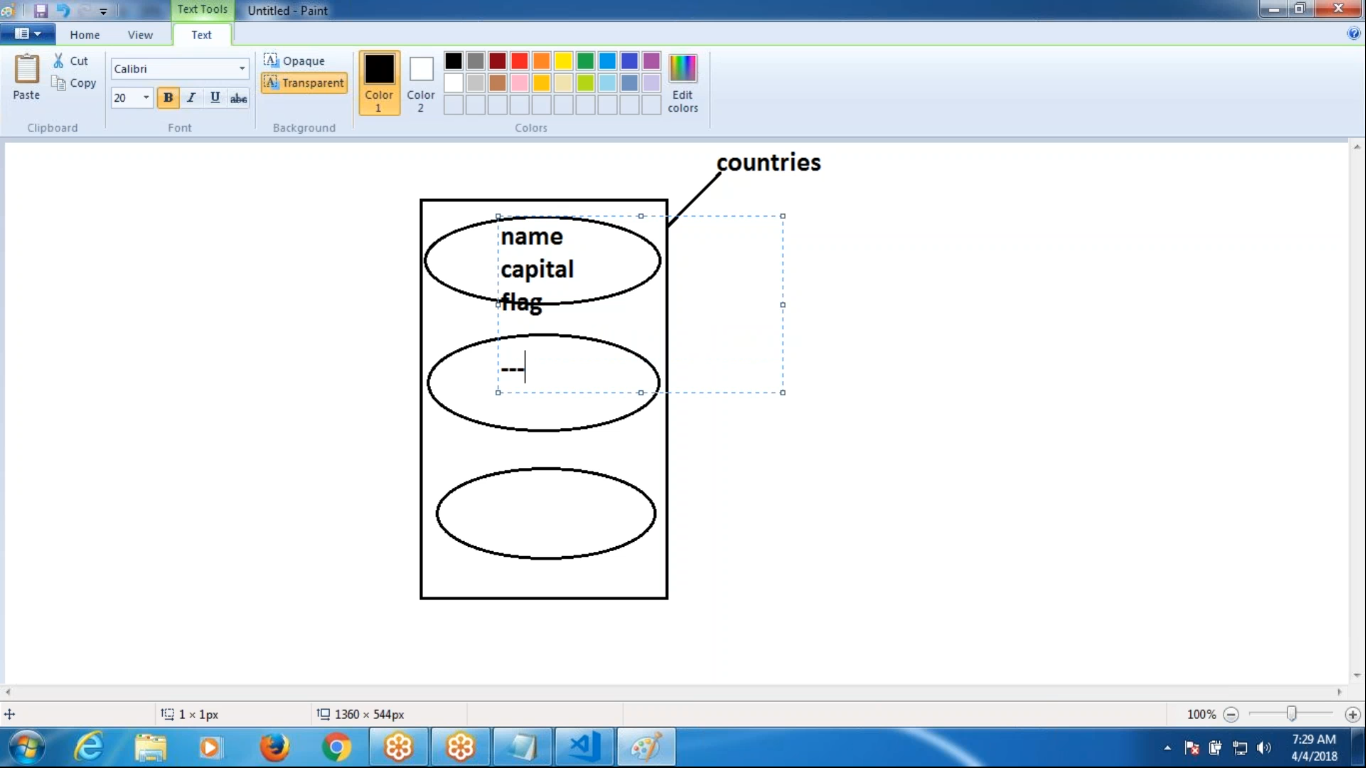 Text Tools
Untitled - Paint
Home
View
Text
Paste
Cut
Copy
Clipboard
Calibri
20
B I U abc
Font
Opaque
Transparent
Background
Color 1
Color 2
Edit colors
Colors
countries
name
capital
flag
---
1 × 1px
1360 × 544px
100%
7:29 AM
4/4/2018